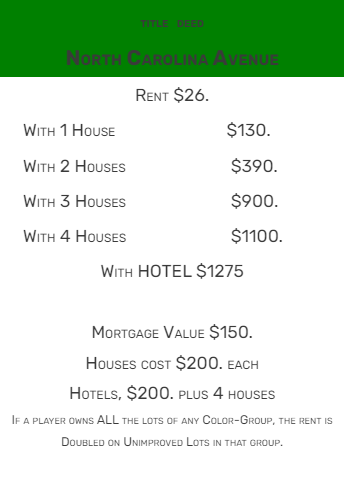 TITLE DEED
NORTH CAROLINA AVENUE
RENT $26.
WITH 1 HOUSE $130.
WITH 2 HOUSES $390.
WITH 3 HOUSES $900.
WITH 4 HOUSES $1100.
WITH HOTEL $1275
MORTGAGE VALUE $150.
HOUSES COST $200. EACH
HOTELS, $200. PLUS 4 HOUSES
IF A PLAYER OWNS ALL THE LOTS OF ANY COLOR-GROUP, THE RENT IS
DOUBLED ON UNIMPROVED LOTS IN THAT GROUP.